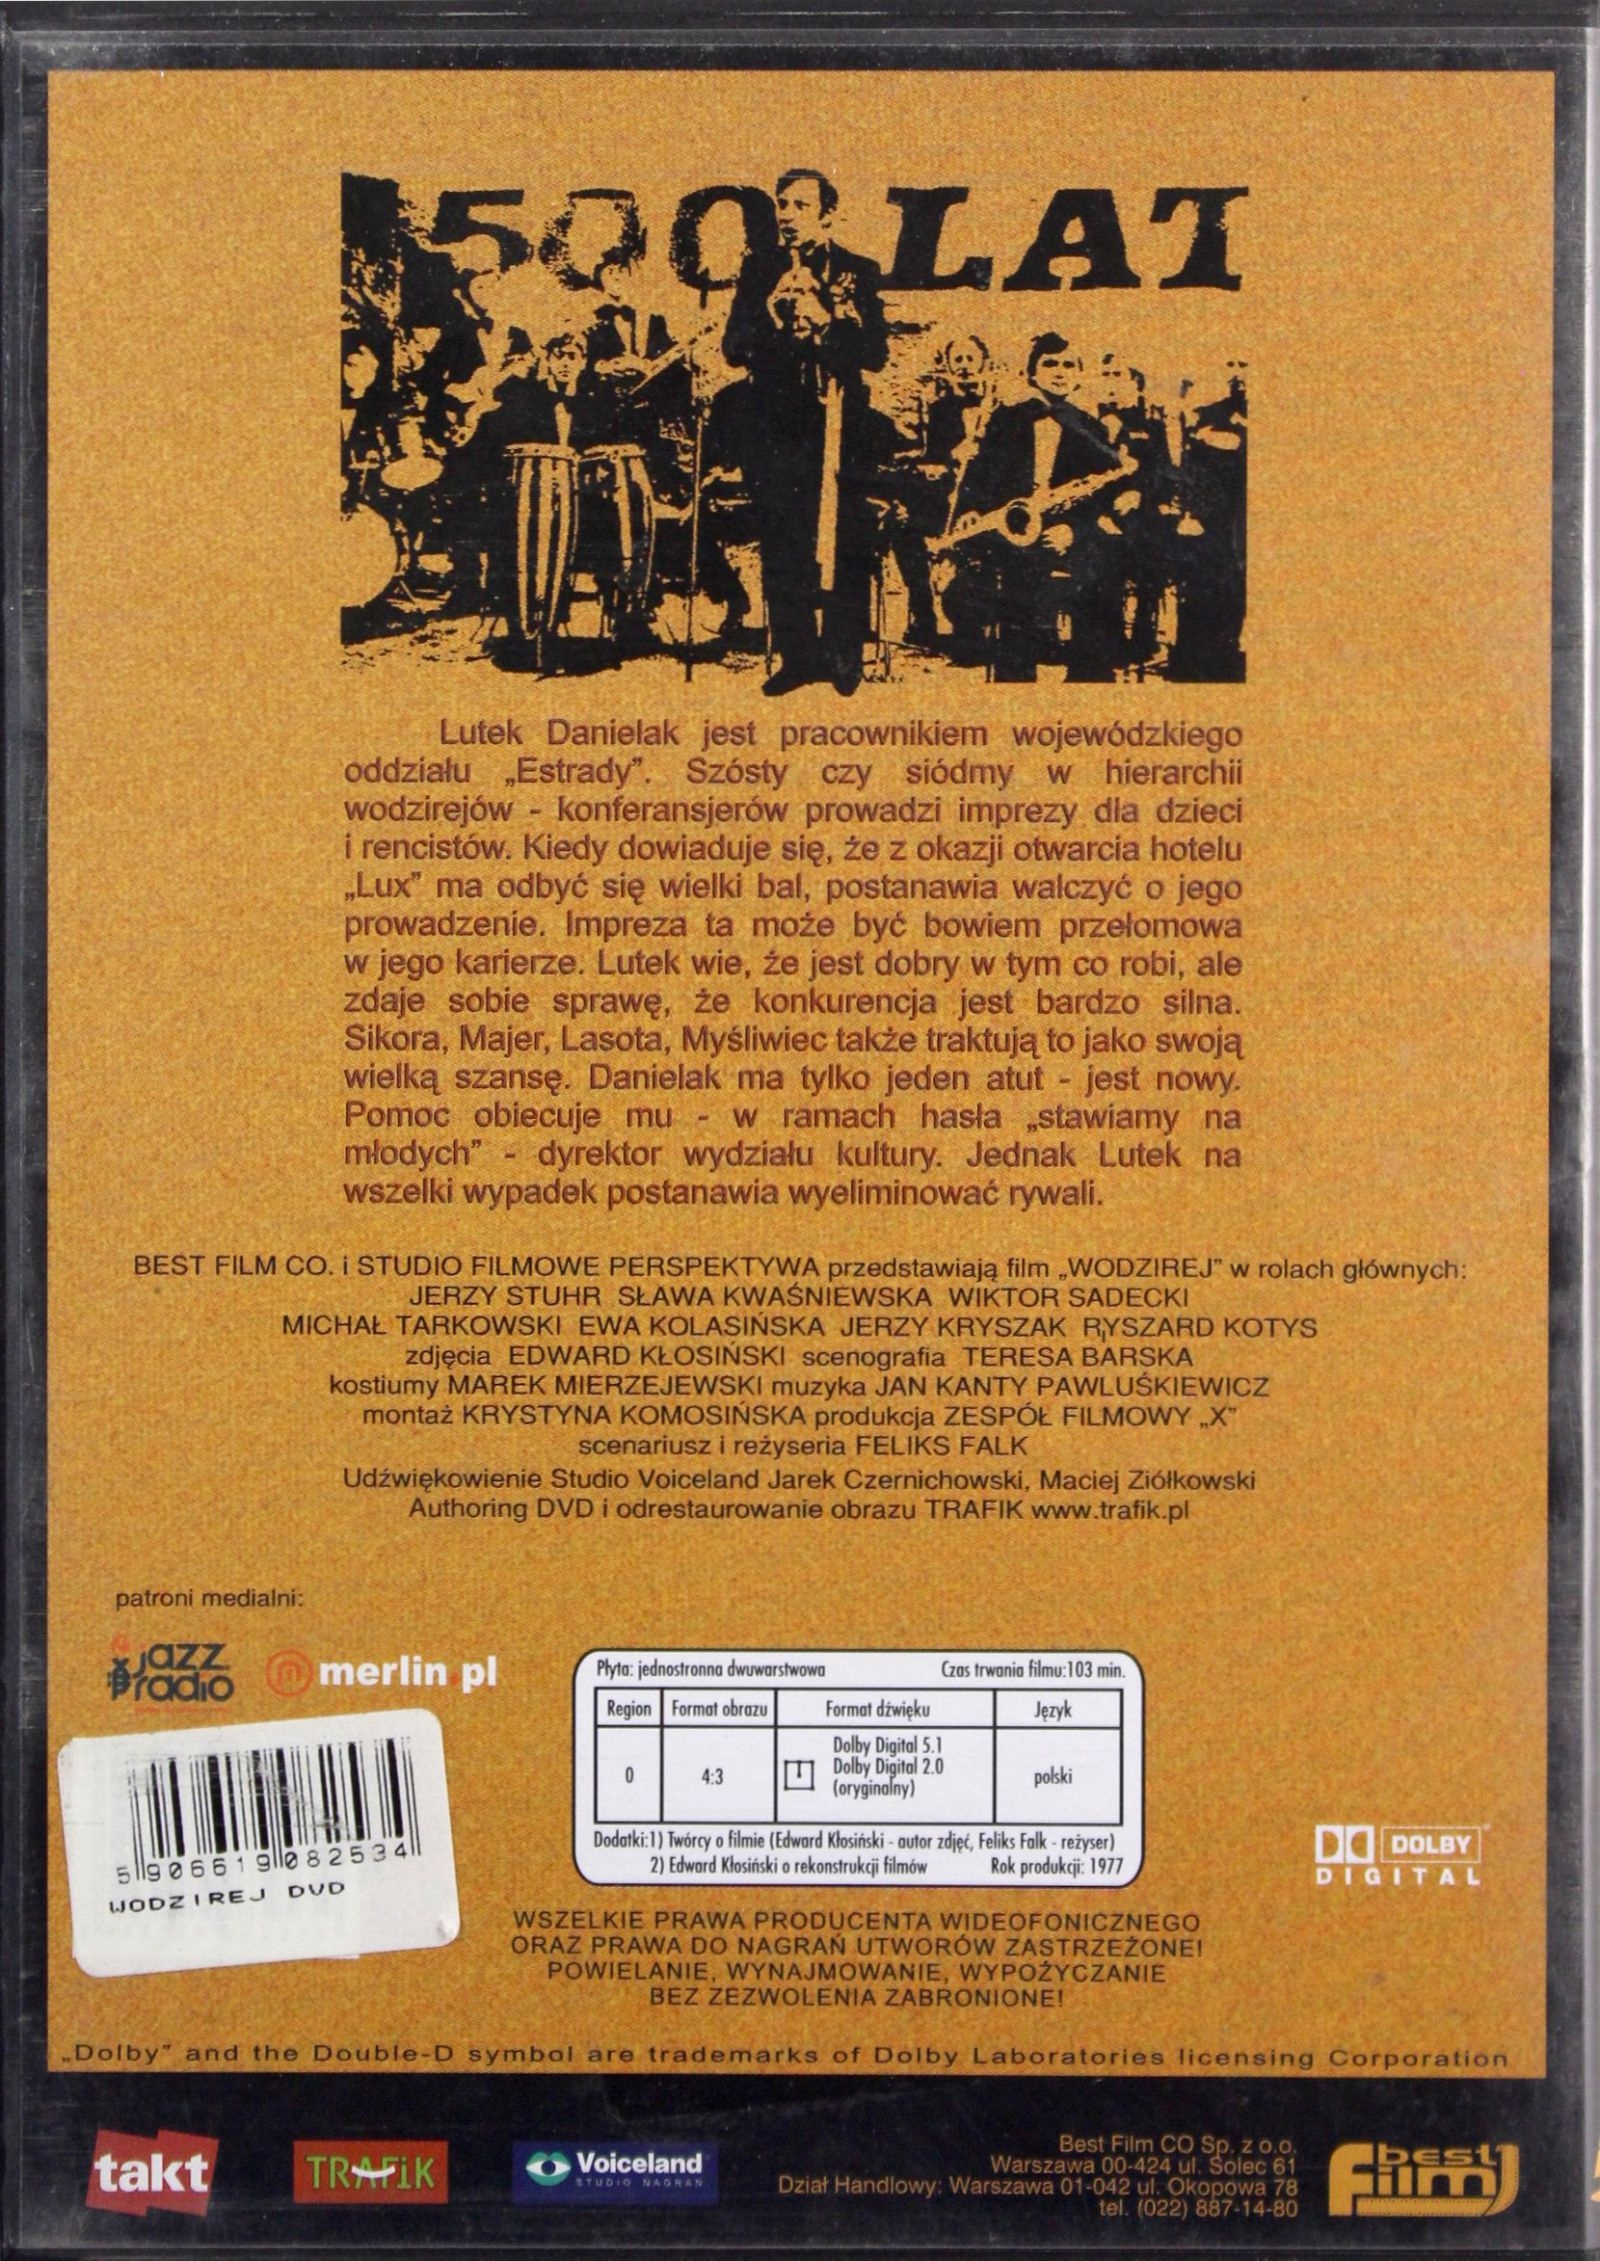 500 LAT
Lutek Danielak jest pracownikiem wojewódzkiego
oddziału „Estrady”. Szósty czy siódmy w hierarchii
wodzirejów - konferansjerów prowadzi imprezy dla dzieci
i rencistów. Kiedy dowiaduje się, że z okazji otwarcia hotelu
„Lux” ma odbyć się wielki bal, postanawia walczyć o jego
prowadzenie. Impreza ta może być bowiem przełomowa
w jego karierze. Lutek wie, że jest dobry w tym co robi, ale
zdaje sobie sprawę, że konkurencja jest bardzo silna.
Sikora, Majer, Lasota, Myśliwiec także traktują to jako swoją
wielką szansę. Danielak ma tylko jeden atut - jest nowy.
Pomoc obiecuje mu - w ramach hasła „stawiamy na
młodych” - dyrektor wydziału kultury. Jednak Lutek na
wszelki wypadek postanawia wyeliminować rywali.
BEST FILM CO. i STUDIO FILMOWE PERSPEKTYWA przedstawiają film „WODZIREJ” w rolach głównych:
JERZY STUHR SŁAWA KWAŚNIEWSKA WIKTOR SADECKI
MICHAŁ TARKOWSKI EWA KOLASIŃSKA JERZY KRYSZAK RYSZARD KOTYS
zdjęcia EDWARD KŁOSIŃSKI scenografia TERESA BARSKA
kostiumy MAREK MIERZEJEWSKI muzyka JAN KANTY PAWLUŚKIEWICZ
montaż KRYSTYNA KOMOSIŃSKA produkcja ZESPÓŁ FILMOWY „X”
scenariusz i reżyseria FELIKS FALK
Udźwiękowienie Studio Voiceland Jarek Czernichowski, Maciej Ziółkowski
Authoring DVD i odrestaurowanie obrazu TRAFIK www.trafik.pl
patroni medialni:
jazz radio
merlin.pl
Płyta: jednostronna dwuwarstwowa Czas trwania filmu:103 min.
Region Format obrazu Format dźwięku Język
0 4:3 Dolby Digital 5.1
Dolby Digital 2.0
(oryginalny) polski
Dodatki:1) Twórcy o filmie (Edward Kłosiński - autor zdjęć, Feliks Falk - reżyser)
2) Edward Kłosiński o rekonstrukcji filmów Rok produkcji: 1977
5906619082534
WODZIREJ DVD
DOLBY
DIGITAL
WSZELKIE PRAWA PRODUCENTA WIDEOFONICZNEGO
ORAZ PRAWA DO NAGRAŃ UTWORÓW ZASTRZEŻONE!
POWIELANIE, WYNAJMOWANIE, WYPOŻYCZANIE
BEZ ZEZWOLENIA ZABRONIONE!
„Dolby” and the Double-D symbol are trademarks of Dolby Laboratories licensing Corporation
takt
TRAFiK
Voiceland
STUDIO NAGRAŃ
Best Film CO Sp. z o.o.
Warszawa 00-424 ul. Solec 61
Dział Handlowy: Warszawa 01-042 ul. Okopowa 78
tel. (022) 887-14-80
best
film